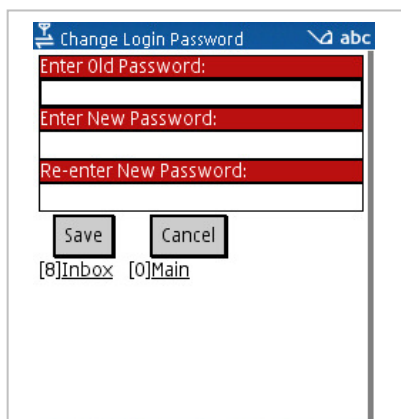 Change Login Password abc
Enter Old Password:
Enter New Password:
Re-enter New Password:
Save Cancel
[8]Inbox [0]Main